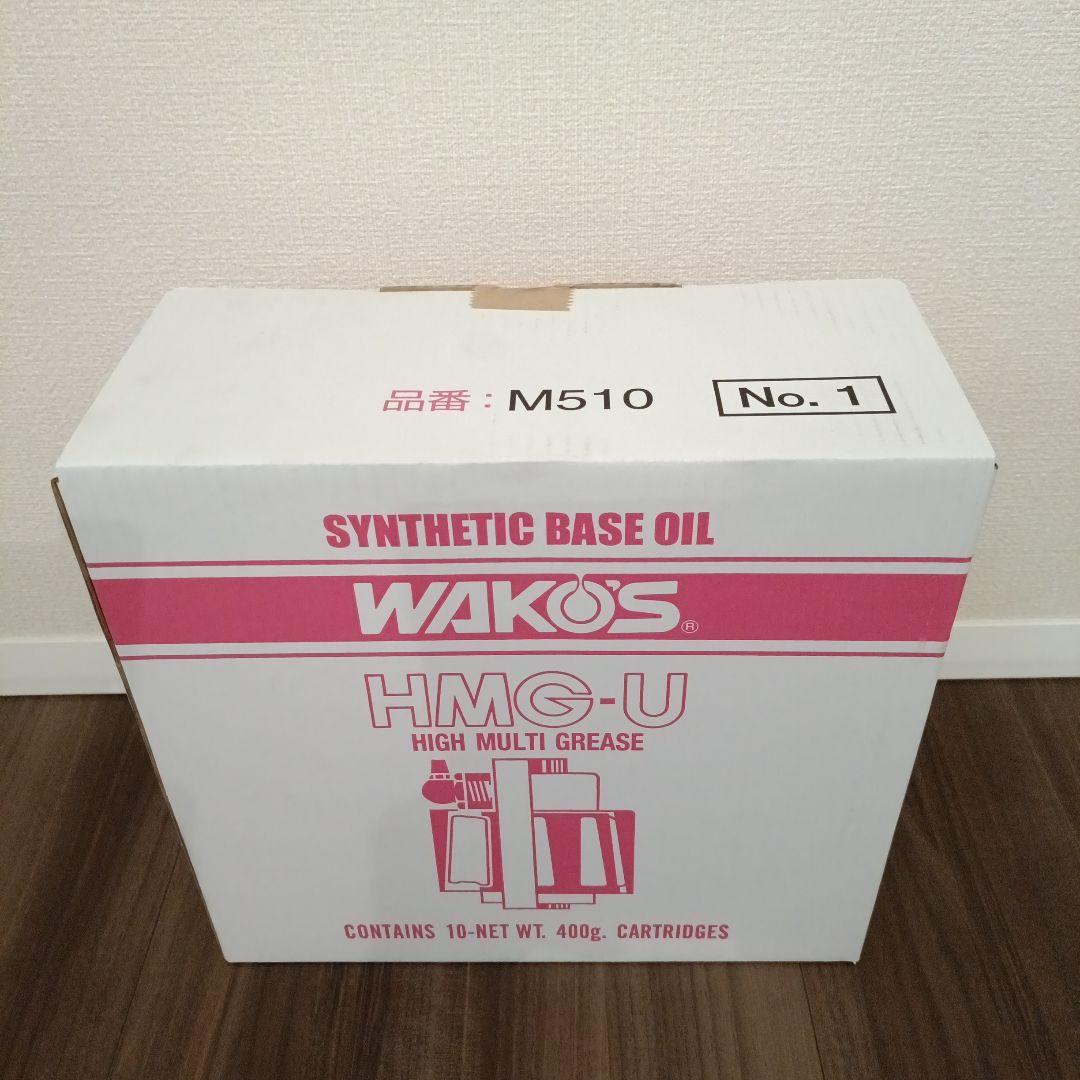 品番 : M510 No. 1
SYNTHETIC BASE OIL
WAKO'S®
HMG-U
HIGH MULTI GREASE
CONTAINS 10-NET WT. 400g. CARTRIDGES